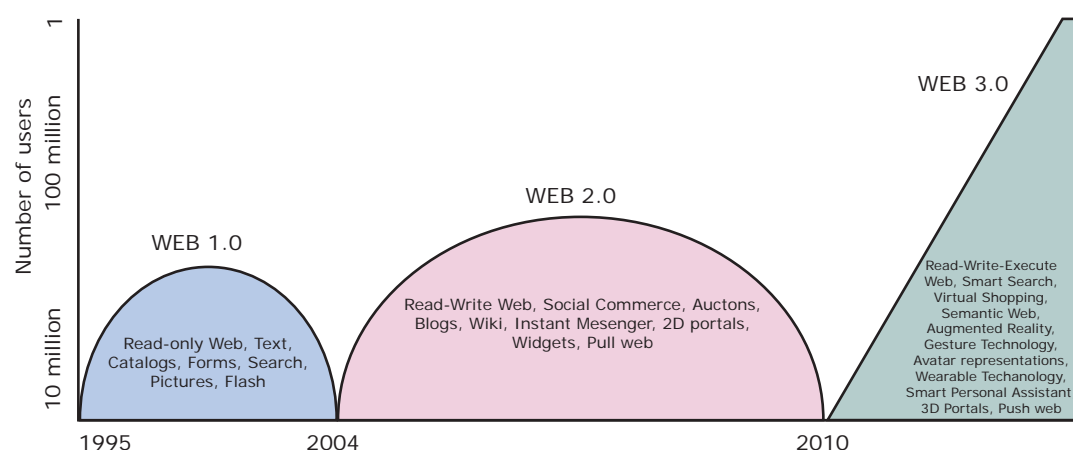 Number of users
1
100 million
10 million
WEB 1.0
Read-only Web, Text,
Catalogs, Forms, Search,
Pictures, Flash
WEB 2.0
Read-Write Web, Social Commerce, Auctons,
Blogs, Wiki, Instant Mesenger, 2D portals,
Widgets, Pull web
WEB 3.0
Read-Write-Execute
Web, Smart Search,
Virtual Shopping,
Semantic Web,
Augmented Reality,
Gesture Technology,
Avatar representations,
Wearable Techanology,
Smart Personal Assistant
3D Portals, Push web
1995
2004
2010